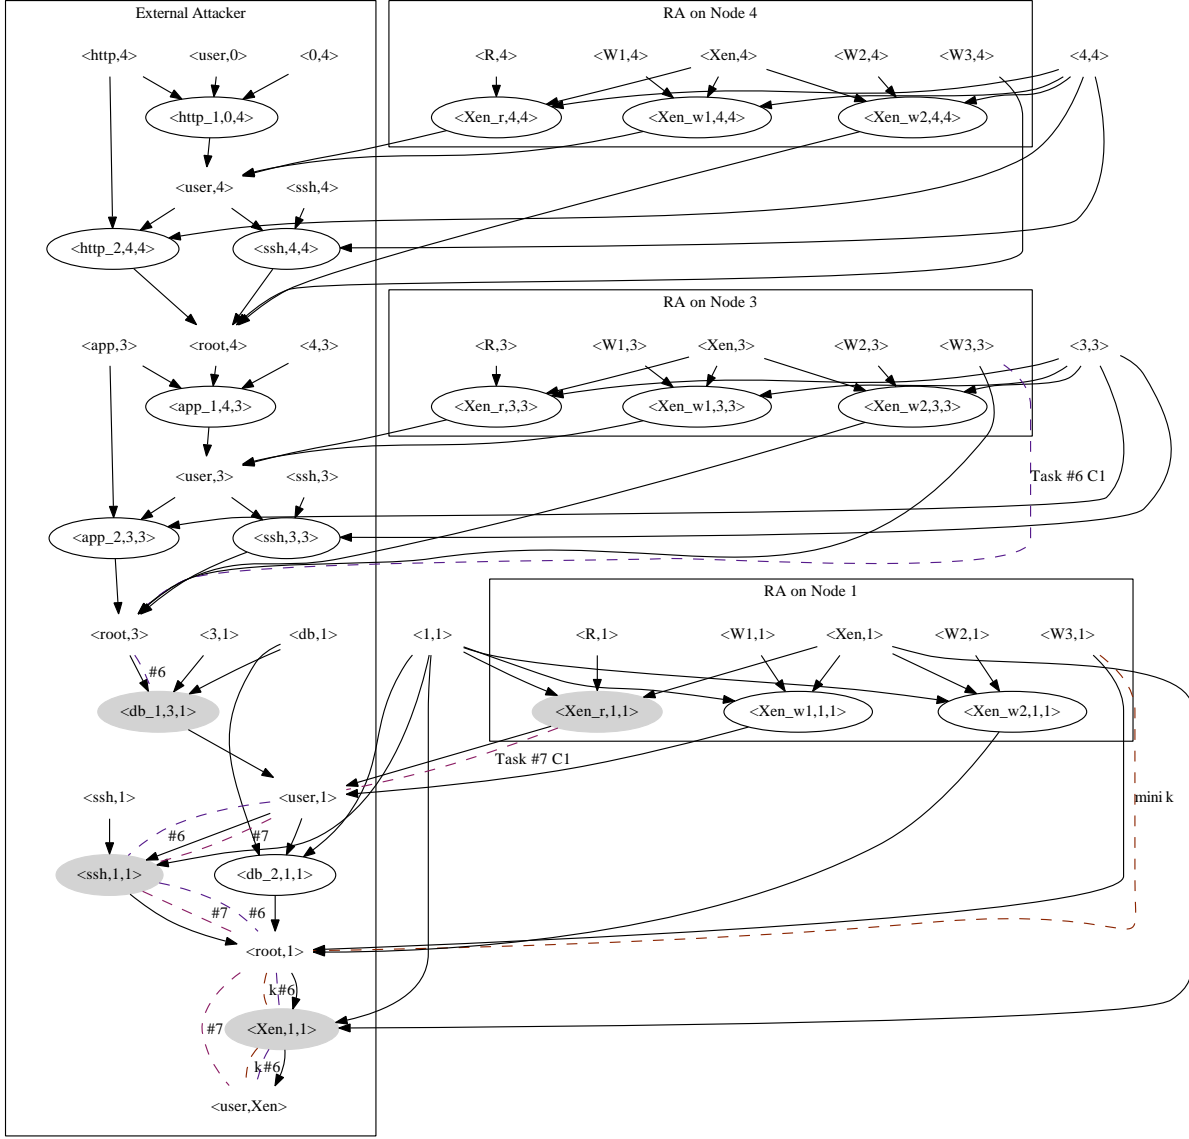 External Attacker
RA on Node 4
<http,4> <user,0> <0,4> <R,4> <W1,4> <Xen,4> <W2,4> <W3,4> <4,4>
<http_1,0,4> <Xen_r,4,4> <Xen_w1,4,4> <Xen_w2,4,4>
<user,4> <ssh,4>
<http_2,4,4> <ssh,4,4>
RA on Node 3
<app,3> <root,4> <4,3> <R,3> <W1,3> <Xen,3> <W2,3> <W3,3> <3,3>
<app_1,4,3> <Xen_r,3,3> <Xen_w1,3,3> <Xen_w2,3,3>
<user,3> <ssh,3> Task #6 C1
<app_2,3,3> <ssh,3,3>
RA on Node 1
<root,3> <3,1> <db,1> <1,1> <R,1> <W1,1> <Xen,1> <W2,1> <W3,1>
#6
<db_1,3,1> <Xen_r,1,1> <Xen_w1,1,1> <Xen_w2,1,1>
Task #7 C1
<ssh,1> <user,1> mini k
#6 #7
<ssh,1,1> <db_2,1,1>
#7 #6
<root,1>
k #6
#7 <Xen,1,1>
k #6
<user,Xen>